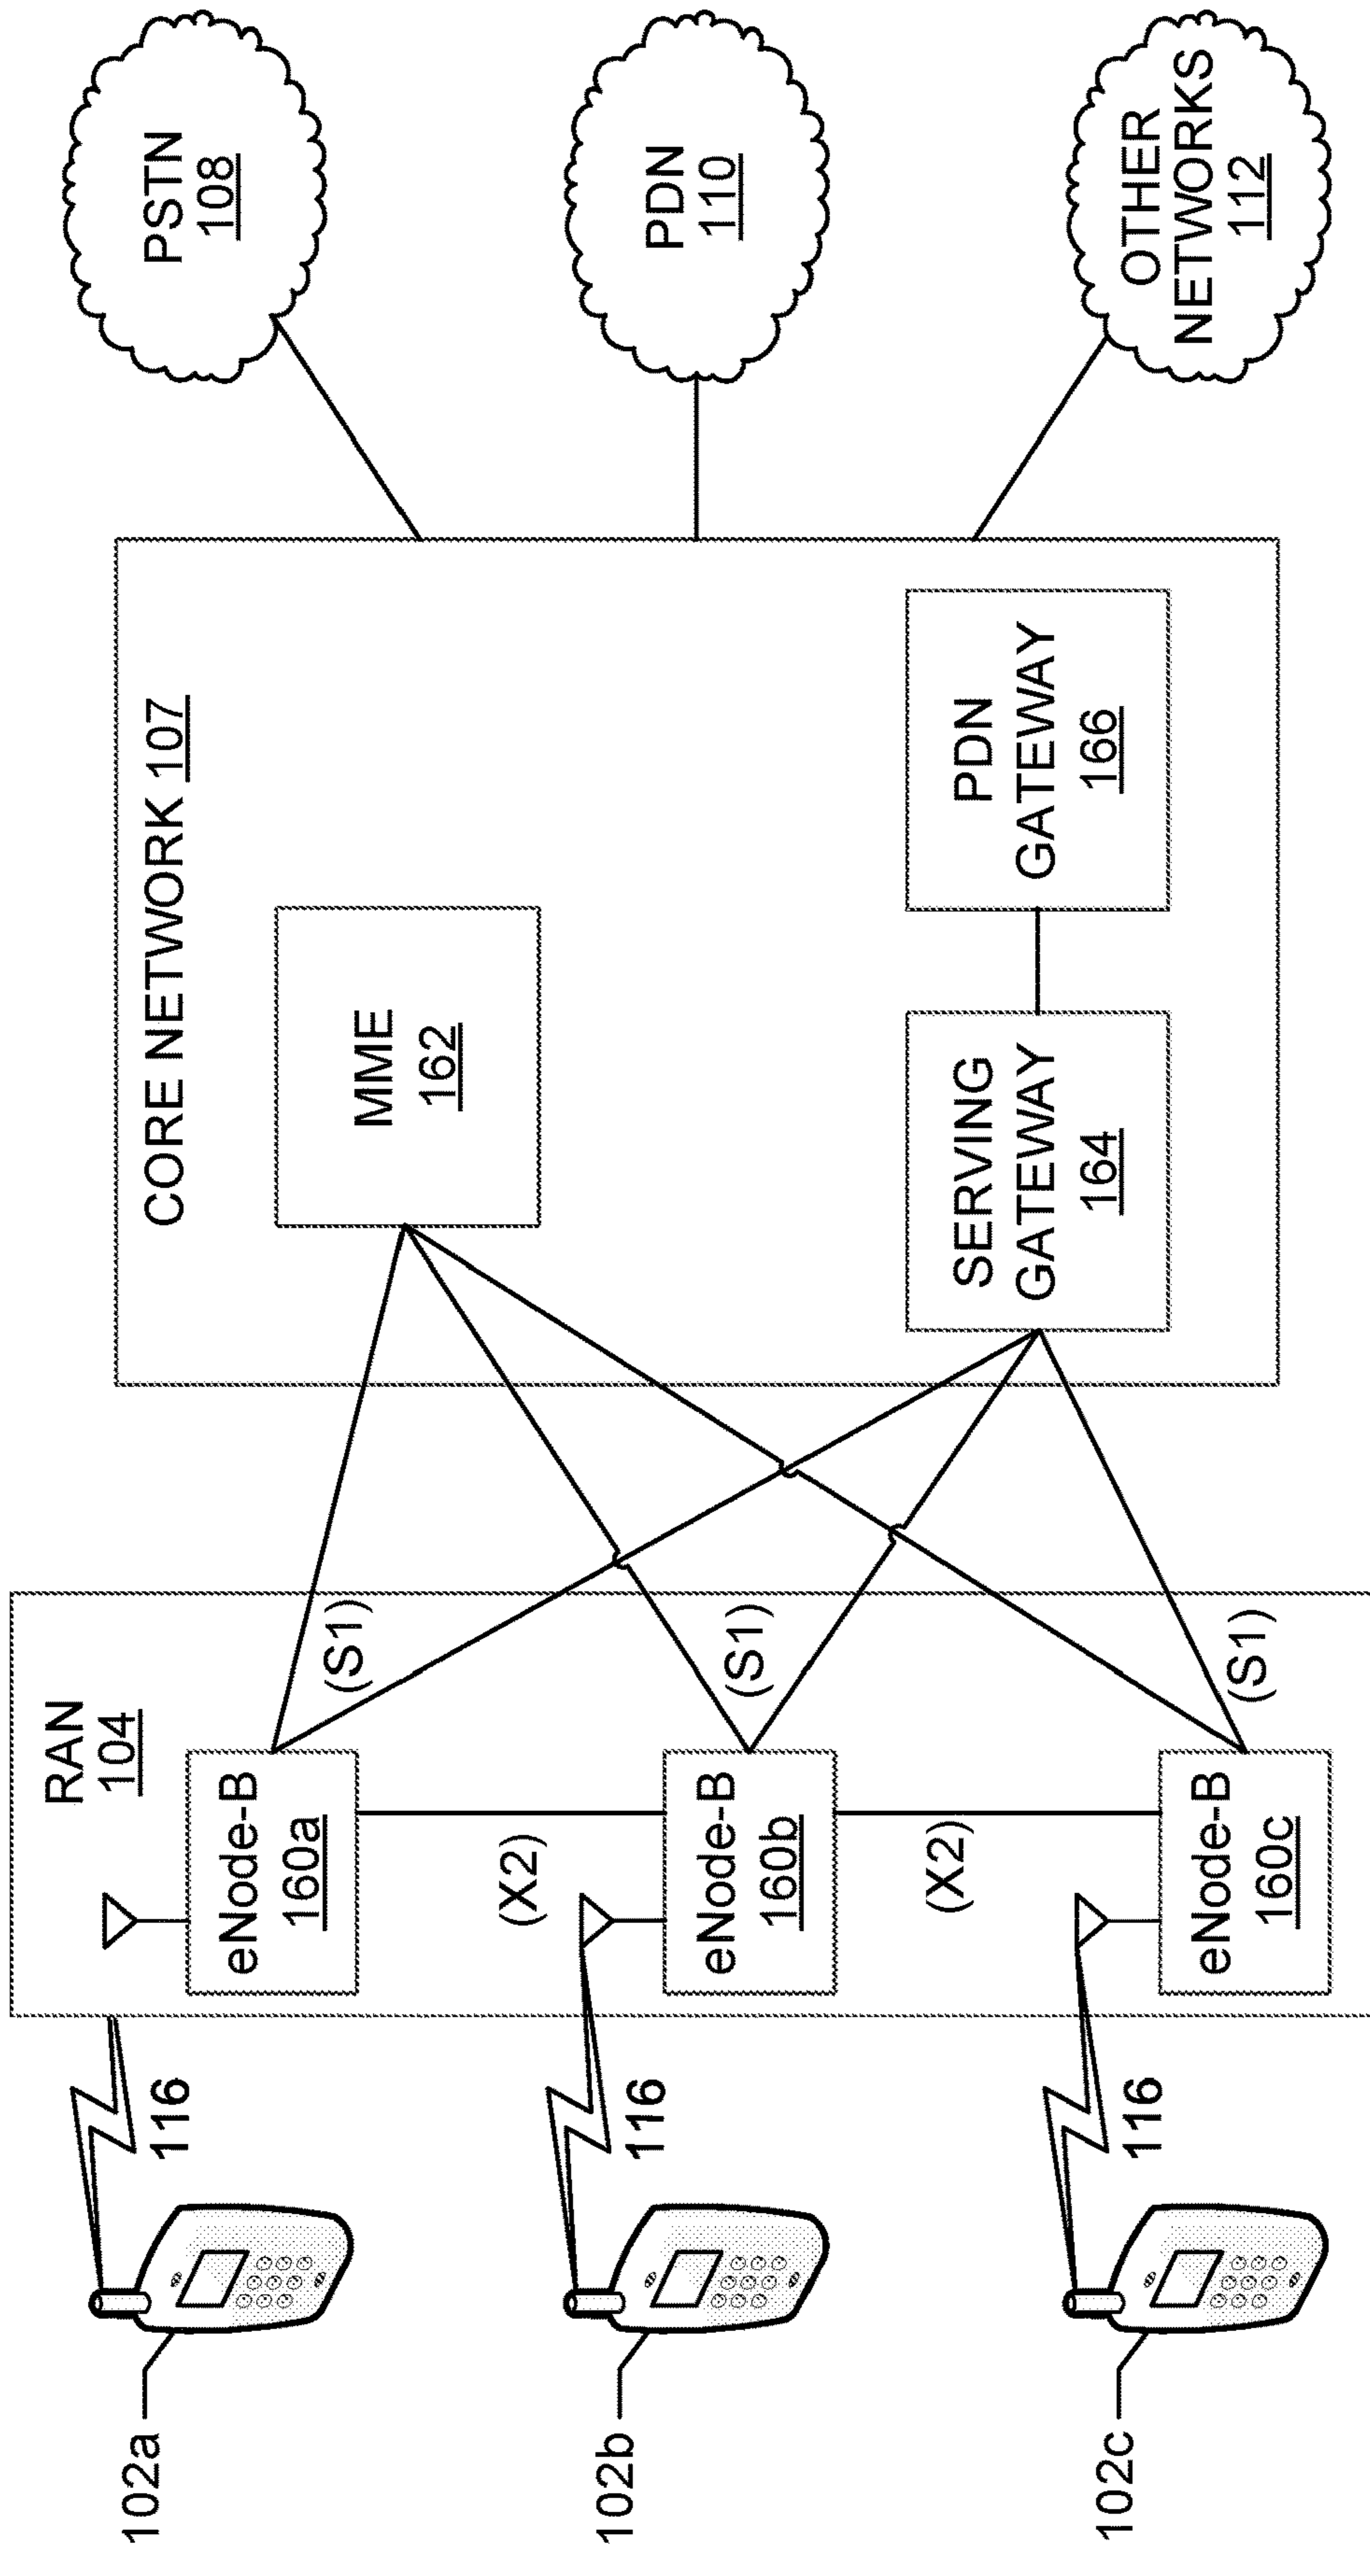 102a
116
RAN
104
eNode-B
160a
(S1)
(X2)
102b
116
eNode-B
160b
(S1)
(X2)
102c
116
eNode-B
160c
(S1)
CORE NETWORK 107
MME
162
SERVING
GATEWAY
164
PDN
GATEWAY
166
PSTN
108
PDN
110
OTHER
NETWORKS
112